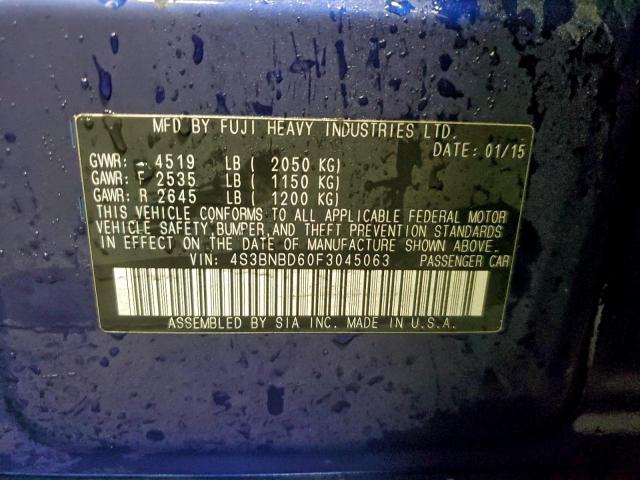 MFD BY FUJI HEAVY INDUSTRIES LTD.
DATE: 01/15
GVWR: 4519 LB ( 2050 KG)
GAWR: F 2535 LB ( 1150 KG)
GAWR: R 2645 LB ( 1200 KG)
THIS VEHICLE CONFORMS TO ALL APPLICABLE FEDERAL MOTOR
VEHICLE SAFETY, BUMPER, AND THEFT PREVENTION STANDARDS
IN EFFECT ON THE DATE OF MANUFACTURE SHOWN ABOVE.
VIN: 4S3BNBD60F3045063 PASSENGER CAR
ASSEMBLED BY SIA INC. MADE IN U.S.A.